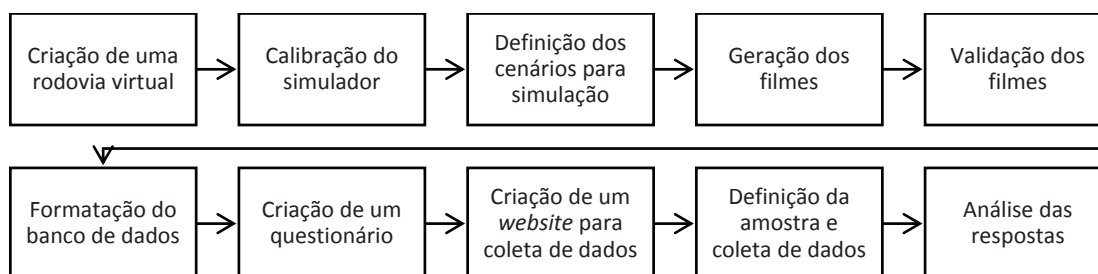 Criação de uma
rodovia virtual
Calibração do
simulador
Definição dos
cenários para
simulação
Geração dos
filmes
Validação dos
filmes
Formatação do
banco de dados
Criação de um
questionário
Criação de um
website para
coleta de dados
Definição da
amostra e
coleta de dados
Análise das
respostas